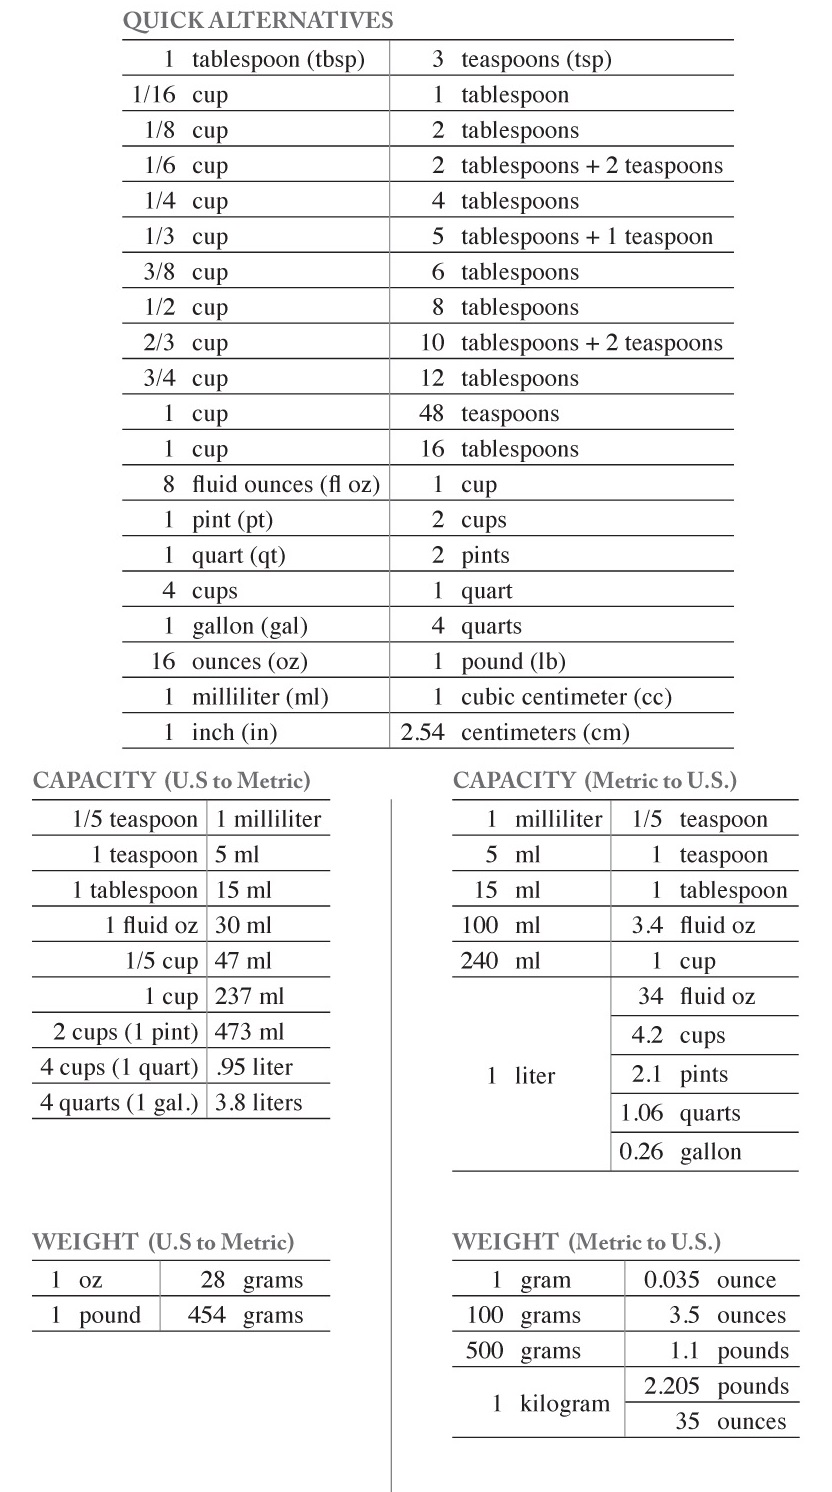 QUICK ALTERNATIVES
1 tablespoon (tbsp) 3 teaspoons (tsp)
1/16 cup 1 tablespoon
1/8 cup 2 tablespoons
1/6 cup 2 tablespoons + 2 teaspoons
1/4 cup 4 tablespoons
1/3 cup 5 tablespoons + 1 teaspoon
3/8 cup 6 tablespoons
1/2 cup 8 tablespoons
2/3 cup 10 tablespoons + 2 teaspoons
3/4 cup 12 tablespoons
1 cup 48 teaspoons
1 cup 16 tablespoons
8 fluid ounces (fl oz) 1 cup
1 pint (pt) 2 cups
1 quart (qt) 2 pints
4 cups 1 quart
1 gallon (gal) 4 quarts
16 ounces (oz) 1 pound (lb)
1 milliliter (ml) 1 cubic centimeter (cc)
1 inch (in) 2.54 centimeters (cm)
CAPACITY (U.S to Metric)
1/5 teaspoon 1 milliliter
1 teaspoon 5 ml
1 tablespoon 15 ml
1 fluid oz 30 ml
1/5 cup 47 ml
1 cup 237 ml
2 cups (1 pint) 473 ml
4 cups (1 quart) .95 liter
4 quarts (1 gal.) 3.8 liters
CAPACITY (Metric to U.S.)
1 milliliter 1/5 teaspoon
5 ml 1 teaspoon
15 ml 1 tablespoon
100 ml 3.4 fluid oz
240 ml 1 cup
34 fluid oz
4.2 cups
1 liter 2.1 pints
1.06 quarts
0.26 gallon
WEIGHT (U.S to Metric)
1 oz 28 grams
1 pound 454 grams
WEIGHT (Metric to U.S.)
1 gram 0.035 ounce
100 grams 3.5 ounces
500 grams 1.1 pounds
1 kilogram 2.205 pounds
35 ounces